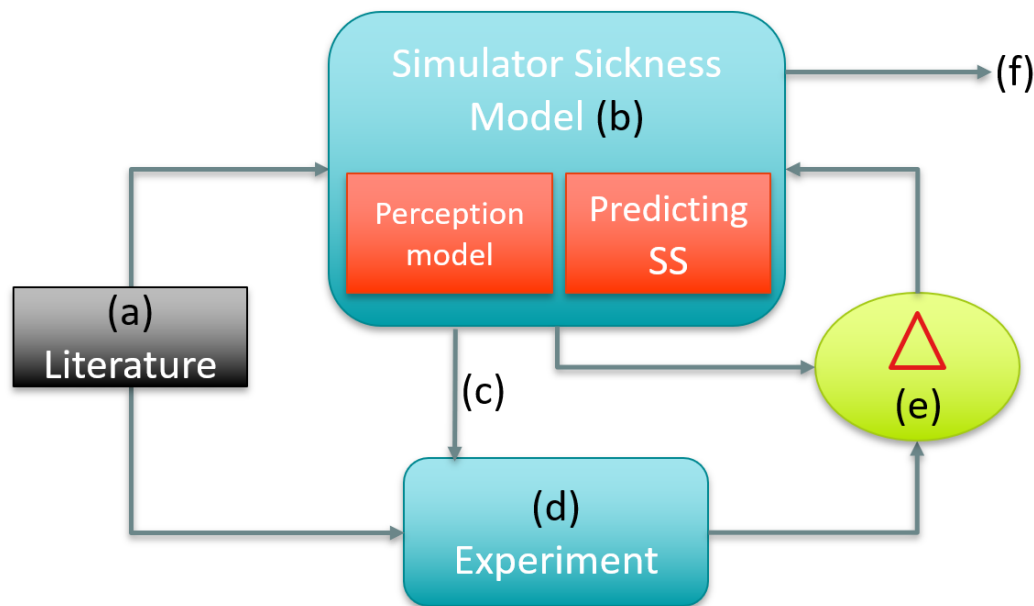 Simulator Sickness
Model (b)
(f)
Perception
model
Predicting
SS
(a)
Literature
(c)
(e)
(d)
Experiment